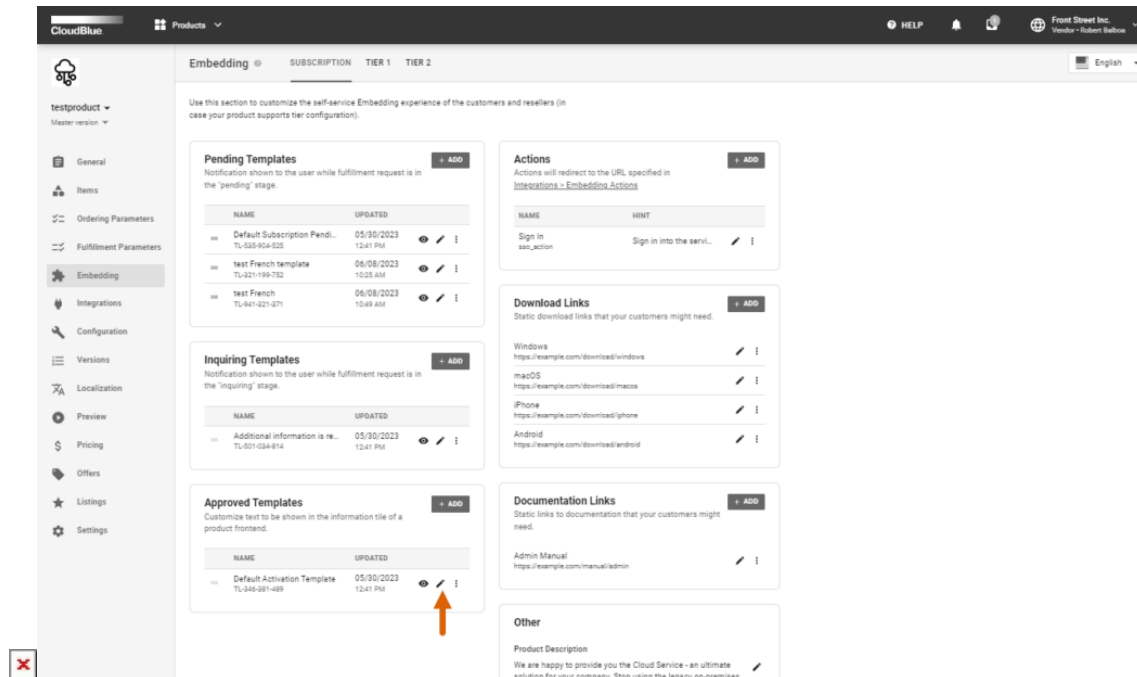 CloudBlue
Products
HELP
Front Street Inc.
Vendor - Robert Balboa
testproduct
Master version
General
Items
Ordering Parameters
Fulfillment Parameters
Embedding
Integrations
Configuration
Versions
Localization
Preview
Pricing
Offers
Listings
Settings
Embedding
SUBSCRIPTION TIER 1 TIER 2
English
Use this section to customize the self-service Embedding experience of the customers and resellers (in
case your product supports tier configuration).
Pending Templates
+ ADD
Notification shown to the user while fulfillment request is in
the "pending" stage.
NAME UPDATED
Default Subscription Pendi... 05/30/2023
TL-535-904-525 12:41 PM
test French template 06/08/2023
TL-221-199-752 10:25 AM
test French 06/08/2023
TL-941-321-371 10:49 AM
Inquiring Templates
+ ADD
Notification shown to the user while fulfillment request is in
the "inquiring" stage.
NAME UPDATED
Additional information is re... 05/30/2023
TL-501-034-814 12:41 PM
Approved Templates
+ ADD
Customize text to be shown in the information tile of a
product frontend.
NAME UPDATED
Default Activation Template 05/30/2023
TL-346-381-489 12:41 PM
Actions
+ ADD
Actions will redirect to the URL specified in
Integrations > Embedding Actions
NAME HINT
Sign In Sign in into the servi...
sso_action
Download Links
+ ADD
Static download links that your customers might need.
Windows
https://example.com/download/windows
macOS
https://example.com/download/macos
iPhone
https://example.com/download/iphone
Android
https://example.com/download/android
Documentation Links
+ ADD
Static links to documentation that your customers might
need.
Admin Manual
https://example.com/manual/admin
Other
Product Description
We are happy to provide you the Cloud Service - an ultimate
solution for your company. Stop using the legacy on-premises